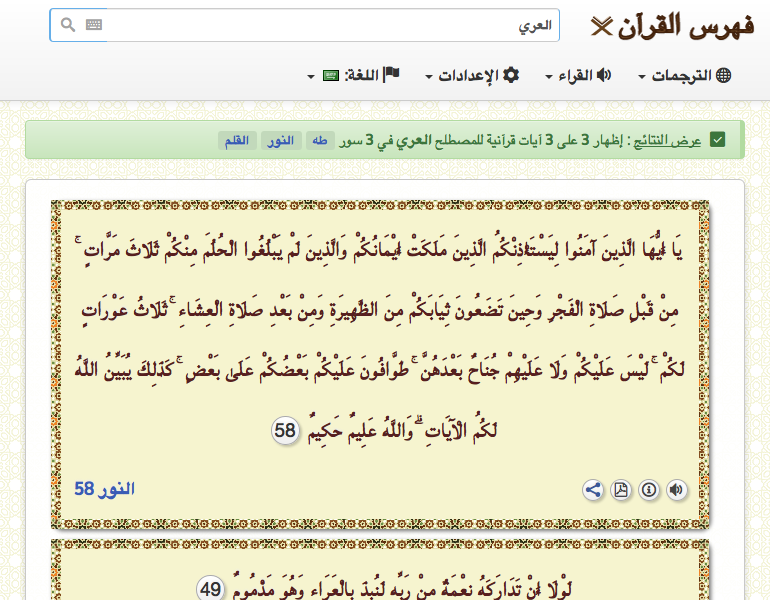 فهرس القرآن
العري
الترجمات
القراء
الإعدادات
اللغة:
عرض النتائج : إظهار 3 على 3 آيات قرآنية للمصطلح العري في 3 سور طه النور القلم
يَا أَيُّهَا الَّذِينَ آمَنُوا لِيَسْتَأْذِنْكُمُ الَّذِينَ مَلَكَتْ أَيْمَانُكُمْ وَالَّذِينَ لَمْ يَبْلُغُوا الْحُلُمَ مِنْكُمْ ثَلَاثَ مَرَّاتٍ ۚ
مِنْ قَبْلِ صَلَاةِ الْفَجْرِ وَحِينَ تَضَعُونَ ثِيَابَكُمْ مِنَ الظَّهِيرَةِ وَمِنْ بَعْدِ صَلَاةِ الْعِشَاءِ ۚ ثَلَاثُ عَوْرَاتٍ
لَكُمْ ۚ لَيْسَ عَلَيْكُمْ وَلَا عَلَيْهِمْ جُنَاحٌ بَعْدَهُنَّ ۚ طَوَّافُونَ عَلَيْكُمْ بَعْضُكُمْ عَلَىٰ بَعْضٍ ۚ كَذَٰلِكَ يُبَيِّنُ اللَّهُ
لَكُمُ الْآيَاتِ ۗ وَاللَّهُ عَلِيمٌ حَكِيمٌ 58
النور 58
لَوْلَا أَنْ تَدَارَكَهُ نِعْمَةٌ مِنْ رَبِّهِ لَنُبِذَ بِالْعَرَاءِ وَهُوَ مَذْمُومٌ 49